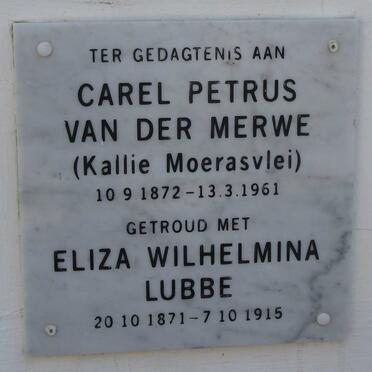 TER GEDAGTENIS AAN
CAREL PETRUS
VAN DER MERWE
(Kallie Moerasvlei)
10 9 1872 – 13.3.1961
GETROUD MET
ELIZA WILHELMINA
LUBBE
20 10 1871 – 7 10 1915